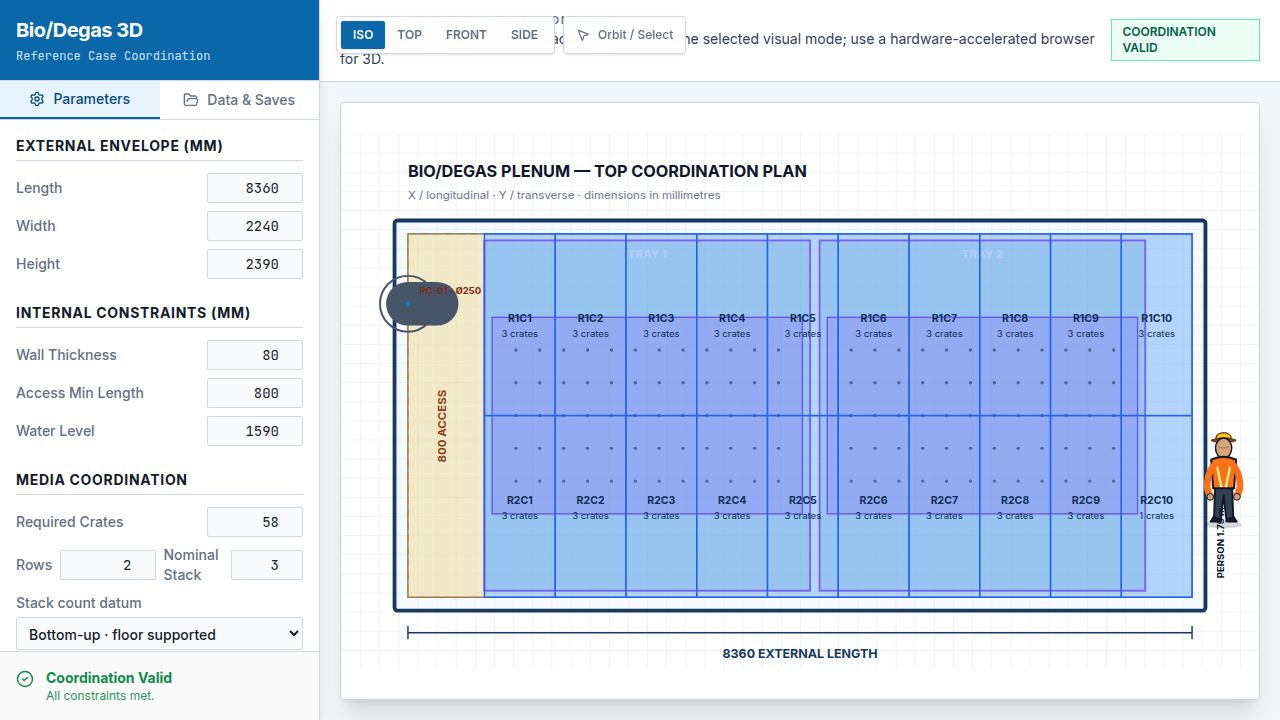 Bio/Degas 3D
Reference Case Coordination
Parameters
Data & Saves
EXTERNAL ENVELOPE (MM)
Length 8360
Width 2240
Height 2390
INTERNAL CONSTRAINTS (MM)
Wall Thickness 80
Access Min Length 800
Water Level 1590
MEDIA COORDINATION
Required Crates 58
Rows 2 Nominal Stack 3
Stack count datum
Bottom-up · floor supported
Coordination Valid
All constraints met.
ISO TOP FRONT SIDE
Orbit / Select
the selected visual mode; use a hardware-accelerated browser
for 3D.
COORDINATION
VALID
BIO/DEGAS PLENUM — TOP COORDINATION PLAN
X / longitudinal · Y / transverse · dimensions in millimetres
TRAY 1 TRAY 2
PC-01 · Ø250
R1C1 R1C2 R1C3 R1C4 R1C5 R1C6 R1C7 R1C8 R1C9 R1C10
3 crates 3 crates 3 crates 3 crates 3 crates 3 crates 3 crates 3 crates 3 crates 3 crates
800 ACCESS
R2C1 R2C2 R2C3 R2C4 R2C5 R2C6 R2C7 R2C8 R2C9 R2C10
3 crates 3 crates 3 crates 3 crates 3 crates 3 crates 3 crates 3 crates 3 crates 1 crates
PERSON
8360 EXTERNAL LENGTH